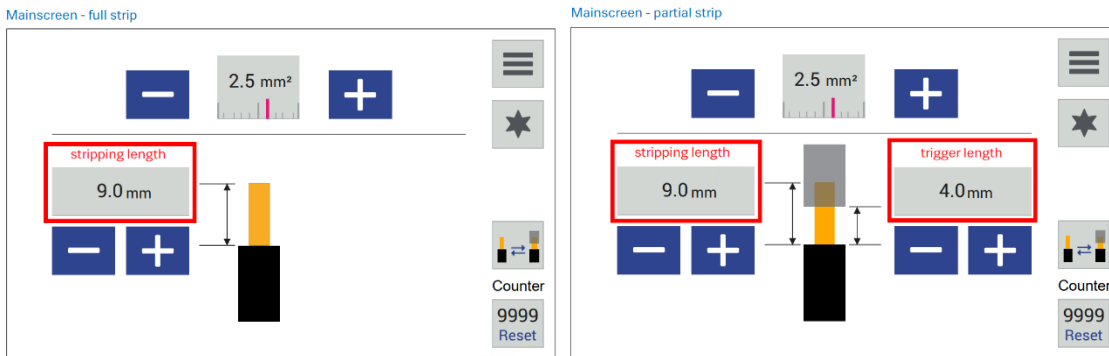 Mainscreen - full strip
2.5 mm²
stripping length
9.0 mm
Counter
9999
Reset
Mainscreen - partial strip
2.5 mm²
stripping length
9.0 mm
trigger length
4.0 mm
Counter
9999
Reset